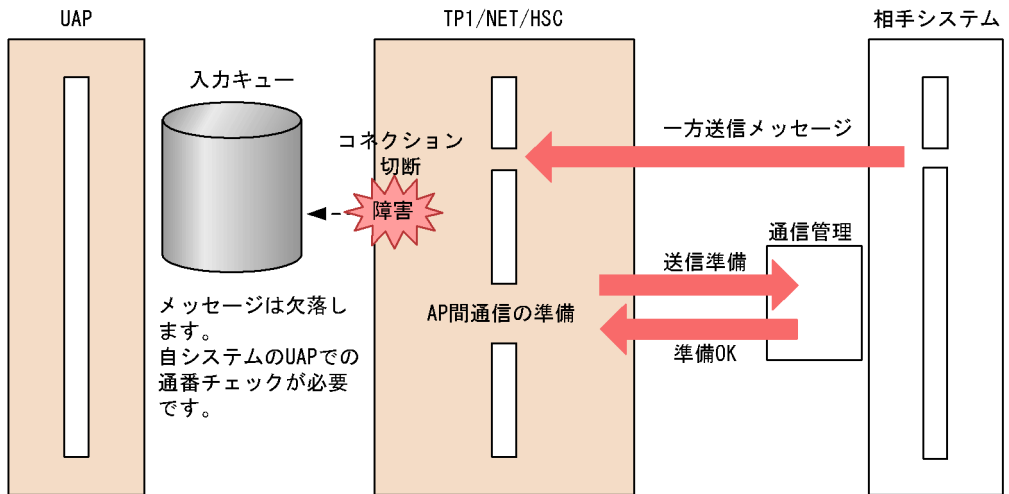 UAP
TP1/NET/HSC
相手システム
入力キュー
コネクション
切断
障害
一方送信メッセージ
通信管理
送信準備
AP間通信の準備
準備OK
メッセージは欠落し
ます。
自システムのUAPでの
通番チェックが必要
です。